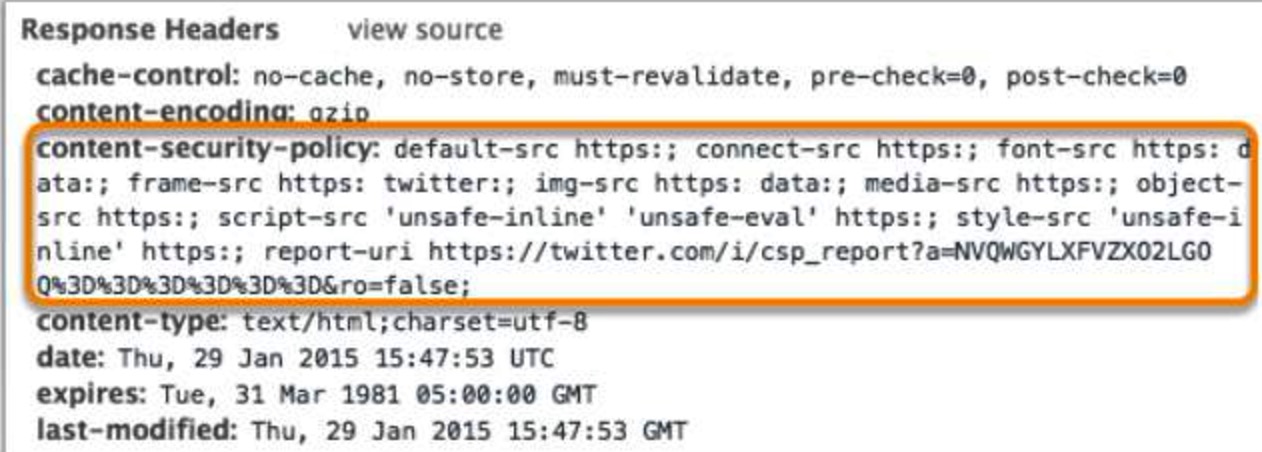 Response Headers view source
cache-control: no-cache, no-store, must-revalidate, pre-check=0, post-check=0
content-encoding: gzip
content-security-policy: default-src https:; connect-src https:; font-src https: d
ata:; frame-src https: twitter:; img-src https: data:; media-src https:; object-
src https:; script-src 'unsafe-inline' 'unsafe-eval' https:; style-src 'unsafe-i
nline' https:; report-uri https://twitter.com/i/csp_report?a=NVQWGYLXFVZXO2LGO
Q%3D%3D%3D%3D%3D%3D&ro=false;
content-type: text/html;charset=utf-8
date: Thu, 29 Jan 2015 15:47:53 UTC
expires: Tue, 31 Mar 1981 05:00:00 GMT
last-modified: Thu, 29 Jan 2015 15:47:53 GMT